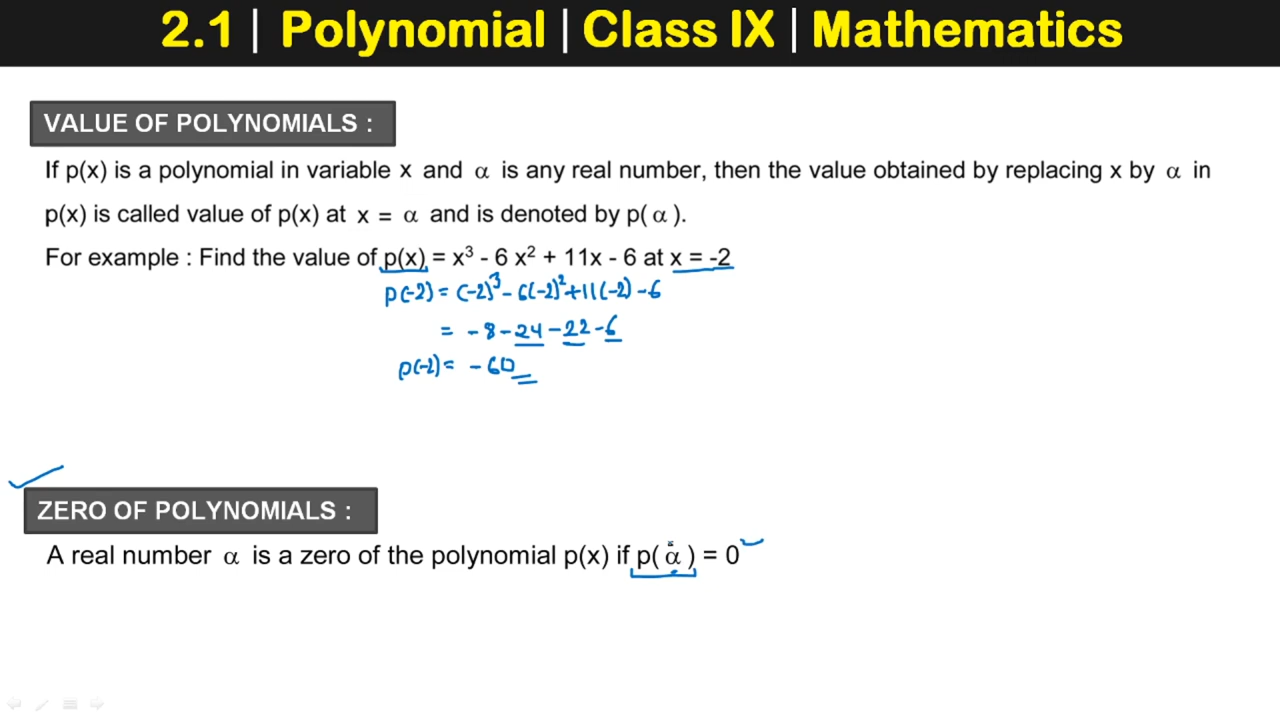 2.1 | Polynomial | Class IX | Mathematics
VALUE OF POLYNOMIALS :
If p(x) is a polynomial in variable x and α is any real number, then the value obtained by replacing x by α in
p(x) is called value of p(x) at x = α and is denoted by p( α ).
For example : Find the value of p(x) = x³ - 6 x² + 11x - 6 at x = -2
p(-2) = (-2)³ - 6(-2)² + 11(-2) - 6
= - 8 - 24 - 22 - 6
p(-2) = - 60
ZERO OF POLYNOMIALS :
A real number α is a zero of the polynomial p(x) if p( α ) = 0